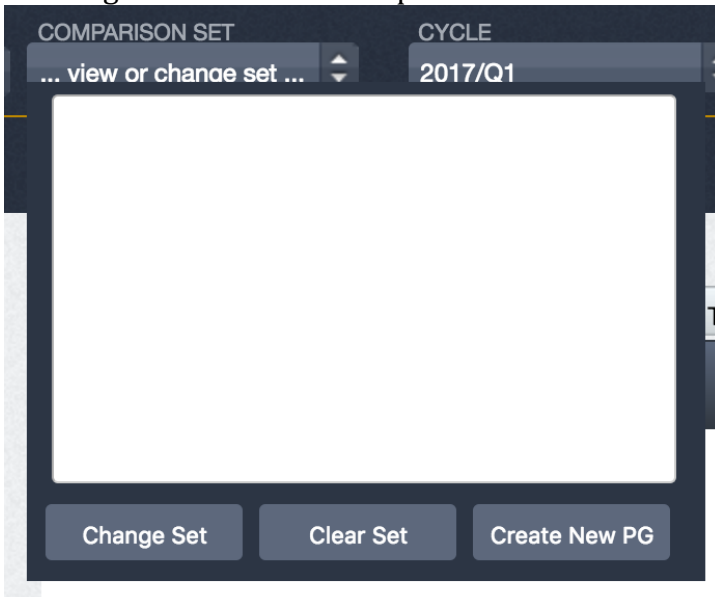 COMPARISON SET
CYCLE
... view or change set ...
2017/Q1
Change Set
Clear Set
Create New PG